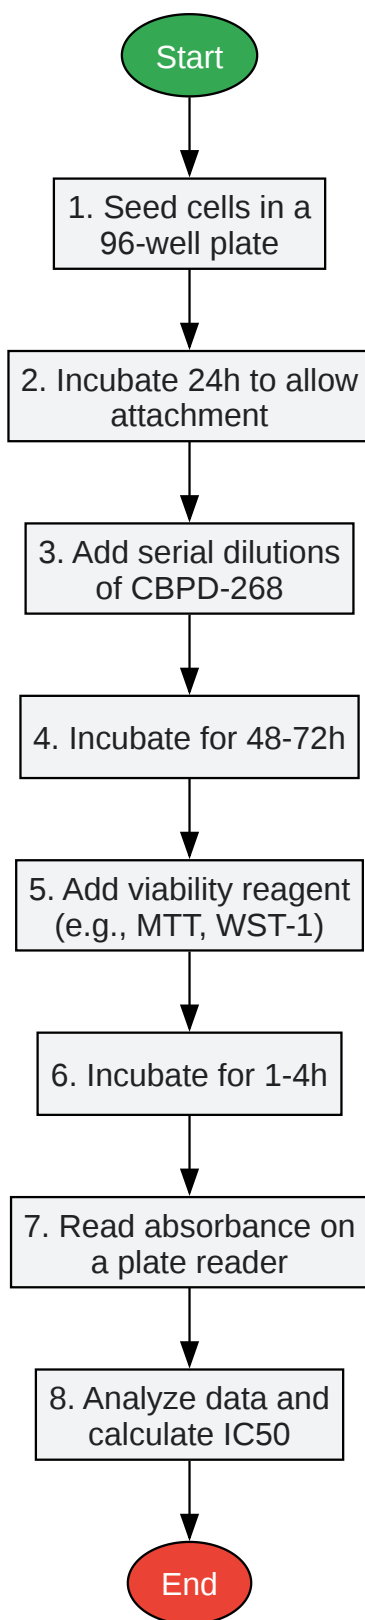 Start
1. Seed cells in a
96-well plate
2. Incubate 24h to allow
attachment
3. Add serial dilutions
of CBPD-268
4. Incubate for 48-72h
5. Add viability reagent
(e.g., MTT, WST-1)
6. Incubate for 1-4h
7. Read absorbance on
a plate reader
8. Analyze data and
calculate IC50
End